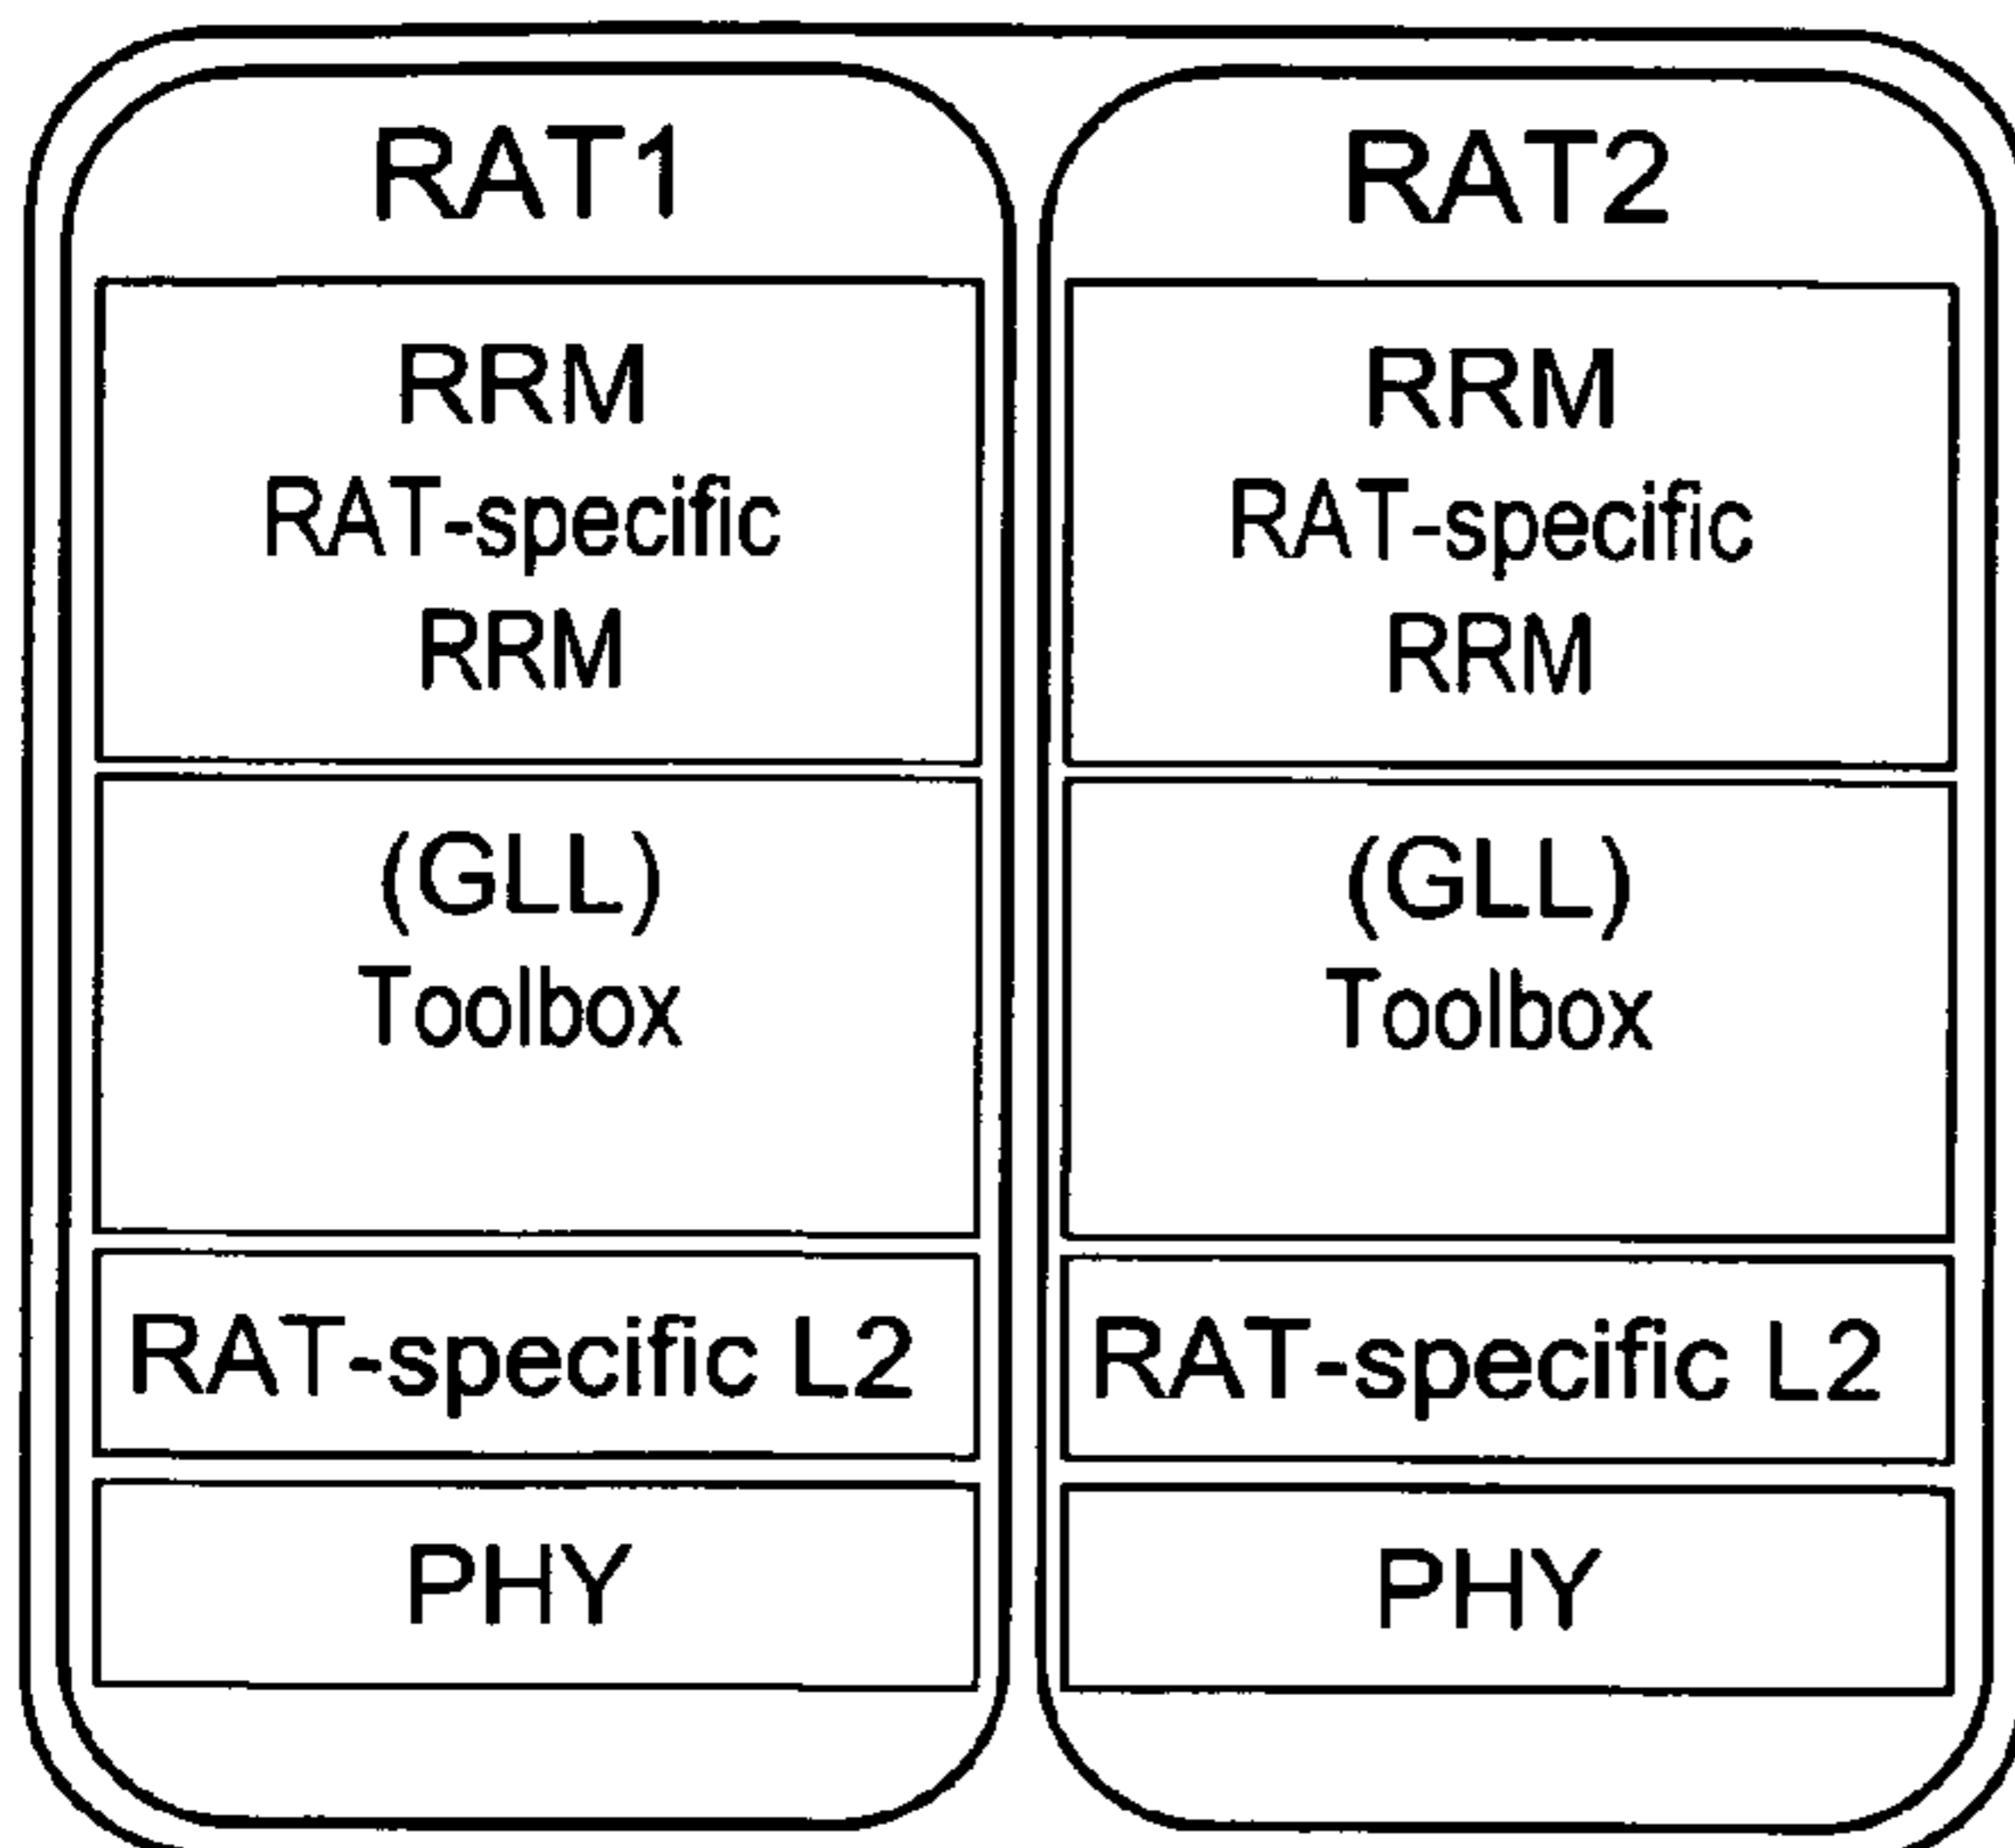 RAT1
RRM
RAT-specific
RRM
(GLL)
Toolbox
RAT-specific L2
PHY
RAT2
RRM
RAT-specific
RRM
(GLL)
Toolbox
RAT-specific L2
PHY